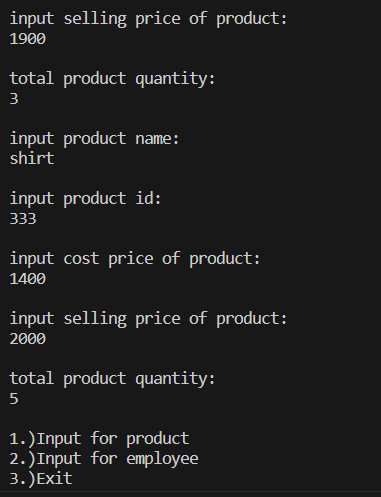 input selling price of product:
1900
total product quantity:
3
input product name:
shirt
input product id:
333
input cost price of product:
1400
input selling price of product:
2000
total product quantity:
5
1.)Input for product
2.)Input for employee
3.)Exit